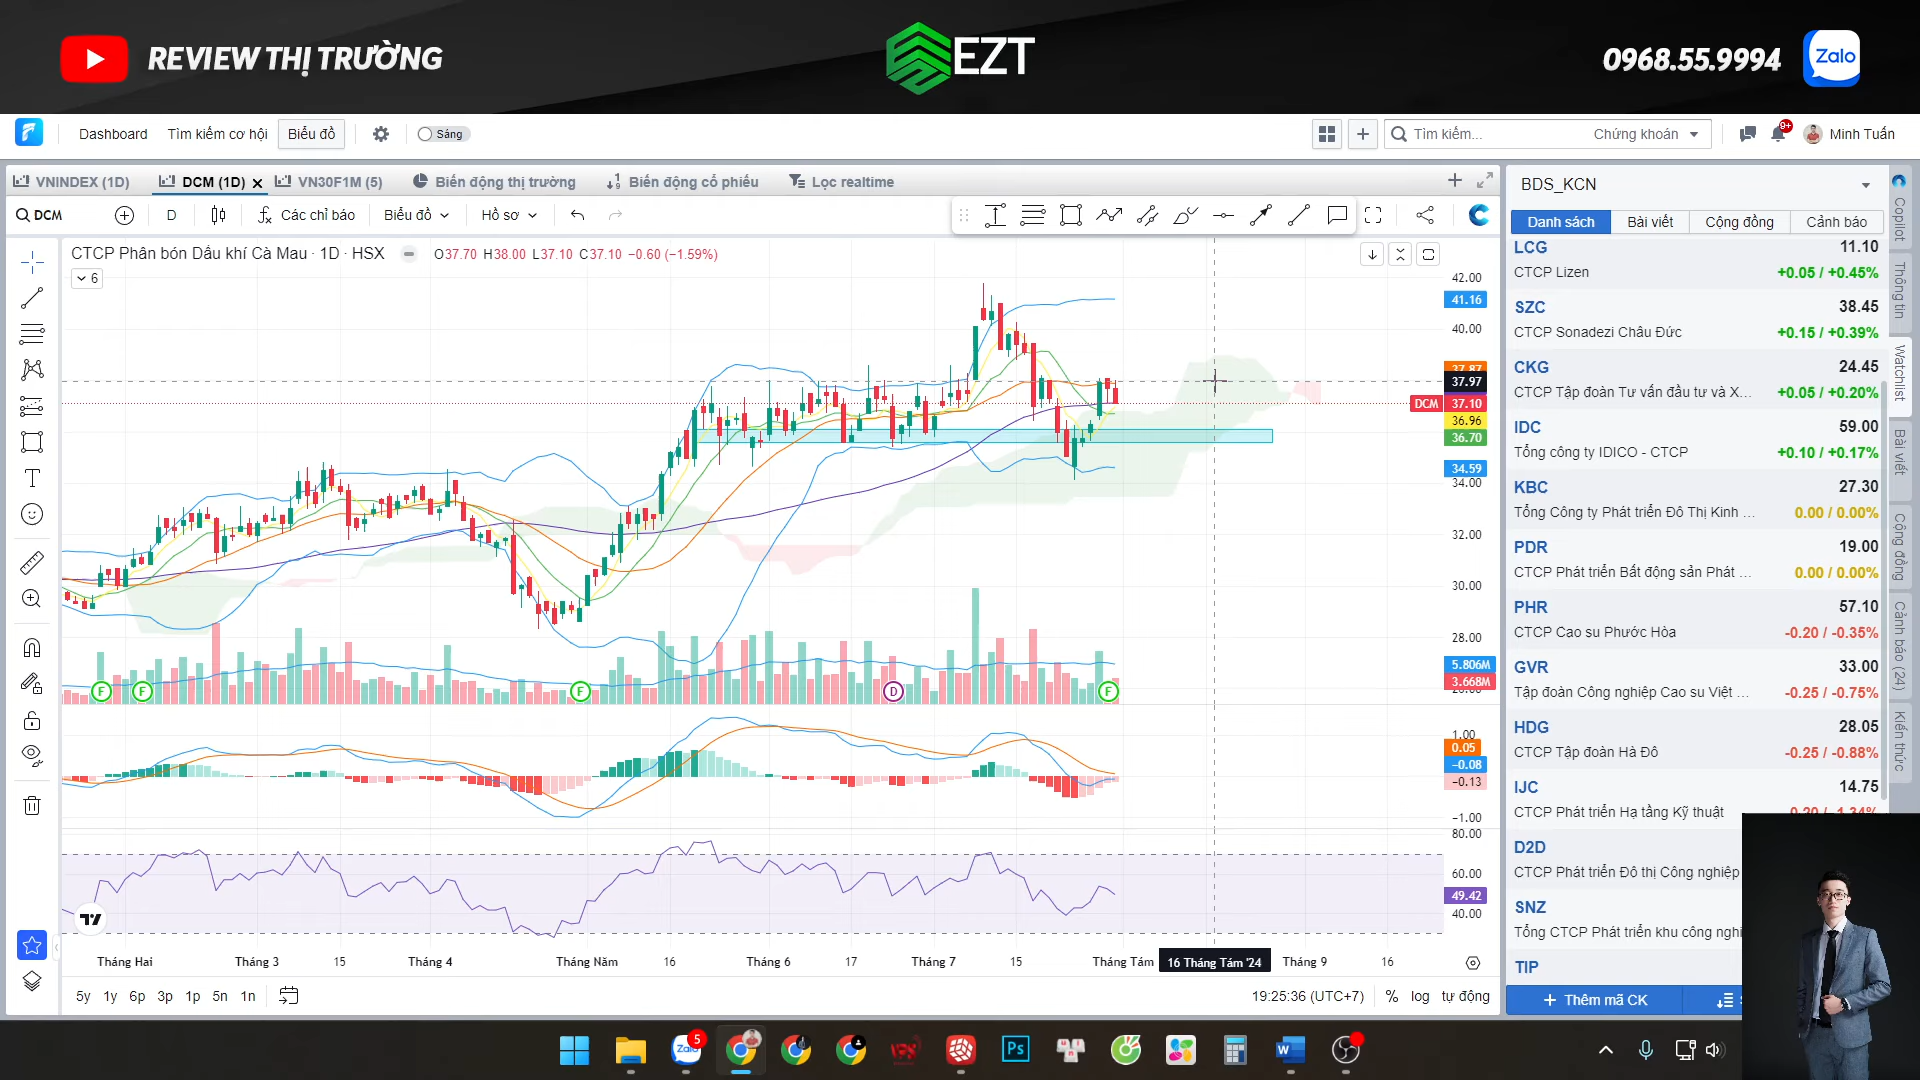 REVIEW THỊ TRƯỜNG
EZT
0968.55.9994
Zalo
Dashboard
Tìm kiếm cơ hội
Biểu đồ
Sáng
Tìm kiếm...
Chứng khoán
9+
Minh Tuấn
VNINDEX (1D)
DCM (1D)
VN30F1M (5)
Biến động thị trường
Biến động cổ phiếu
Lọc realtime
DCM
D
Các chỉ báo
Biểu đồ
Hồ sơ
CTCP Phân bón Dầu khí Cà Mau · 1D · HSX
O37.70 H38.00 L37.10 C37.10 −0.60 (−1.59%)
6
42.00
41.16
40.00
37.87
37.97
DCM 37.10
36.96
36.70
34.59
34.00
32.00
30.00
28.00
5.806M
3.668M
F
F
F
D
F
1.00
0.05
−0.08
−0.13
−1.00
80.00
60.00
49.42
40.00
Tháng Hai
Tháng 3
15
Tháng 4
Tháng Năm
16
Tháng 6
17
Tháng 7
15
Tháng Tám
16 Tháng Tám '24
Tháng 9
16
5y
1y
6p
3p
1p
5n
1n
19:25:36 (UTC+7)
%
log
tự động
BDS_KCN
Danh sách
Bài viết
Cộng đồng
Cảnh báo
LCG 11.10
CTCP Lizen +0.05 / +0.45%
SZC 38.45
CTCP Sonadezi Châu Đức +0.15 / +0.39%
CKG 24.45
CTCP Tập đoàn Tư vấn đầu tư và X... +0.05 / +0.20%
IDC 59.00
Tổng công ty IDICO - CTCP +0.10 / +0.17%
KBC 27.30
Tổng Công ty Phát triển Đô Thị Kinh ... 0.00 / 0.00%
PDR 19.00
CTCP Phát triển Bất động sản Phát ... 0.00 / 0.00%
PHR 57.10
CTCP Cao su Phước Hòa -0.20 / -0.35%
GVR 33.00
Tập đoàn Công nghiệp Cao su Việt ... -0.25 / -0.75%
HDG 28.05
CTCP Tập đoàn Hà Đô -0.25 / -0.88%
IJC 14.75
CTCP Phát triển Hạ tầng Kỹ thuật -0.20 / -1.34%
D2D
CTCP Phát triển Đô thị Công nghiệp
SNZ
Tổng CTCP Phát triển khu công nghi
TIP
Thêm mã CK
Copilot
Thông tin
Watchlist
Bài viết
Cộng đồng
Cảnh báo (24)
Kiến thức
Zalo
5
Ps
W